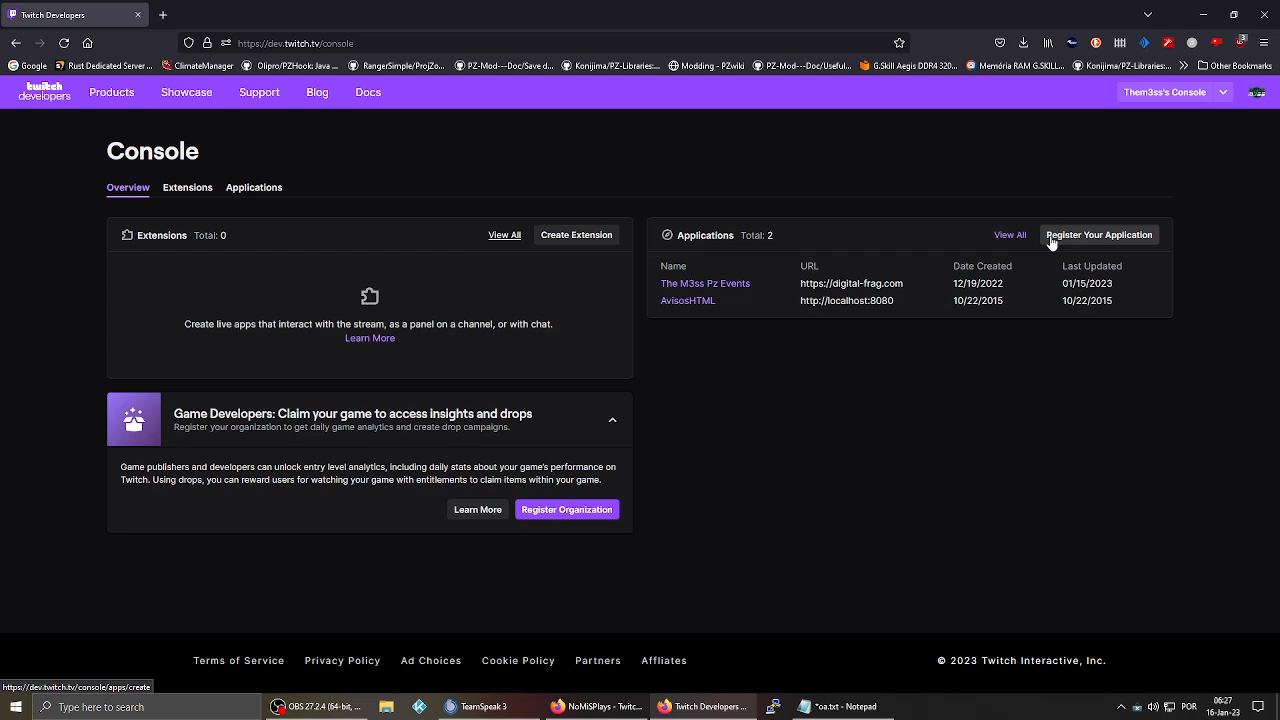 Twitch Developers
https://dev.twitch.tv/console
3
Google
Rust Dedicated Server...
ClimateManager
Olipro/PZHook: Java ...
RangerSimple/ProjZo...
PZ-Mod---Doc/Save d...
Konijima/PZ-Libraries:...
Modding - PZwiki
PZ-Mod---Doc/Useful...
G.Skill Aegis DDR4 320...
Memória RAM G.SKILL...
Konijima/PZ-Libraries:...
Other Bookmarks
twitch
developers
Products
Showcase
Support
Blog
Docs
Them3ss's Console
Console
Overview
Extensions
Applications
Extensions Total: 0
View All
Create Extension
Create live apps that interact with the stream, as a panel on a channel, or with chat.
Learn More
Applications Total: 2
View All
Register Your Application
Name URL Date Created Last Updated
The M3ss Pz Events https://digital-frag.com 12/19/2022 01/15/2023
AvisosHTML http://localhost:8080 10/22/2015 10/22/2015
Game Developers: Claim your game to access insights and drops
Register your organization to get daily game analytics and create drop campaigns.
Game publishers and developers can unlock entry level analytics, including daily stats about your game's performance on
Twitch. Using drops, you can reward users for watching your game with entitlements to claim items within your game.
Learn More
Register Organization
Terms of Service
Privacy Policy
Ad Choices
Cookie Policy
Partners
Affliates
© 2023 Twitch Interactive, Inc.
https://dev.twitch.tv/console/apps/create
Type here to search
OBS 27.2.4 (64-bit, ...
TeamSpeak 3
NoMiSPlays - Twitc...
Twitch Developers ...
*oa.txt - Notepad
POR
06:27
16-Jan-23